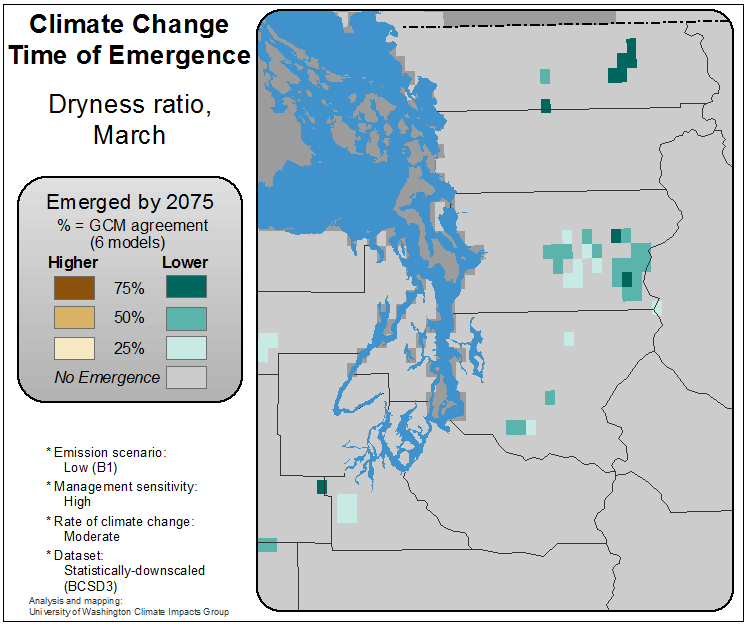 Climate Change
Time of Emergence
Dryness ratio,
March
Emerged by 2075
% = GCM agreement
(6 models)
Higher Lower
75%
50%
25%
No Emergence
* Emission scenario:
Low (B1)
* Management sensitivity:
High
* Rate of climate change:
Moderate
* Dataset:
Statistically-downscaled
(BCSD3)
Analysis and mapping:
University of Washington Climate Impacts Group